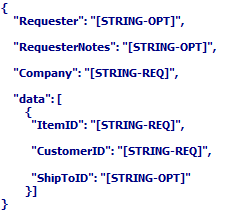 {
"Requester": "[STRING-OPT]",
"RequesterNotes": "[STRING-OPT]",
"Company": "[STRING-REQ]",
"data": [
{
"ItemID": "[STRING-REQ]",
"CustomerID": "[STRING-REQ]",
"ShipToID": "[STRING-OPT]"
}]
}